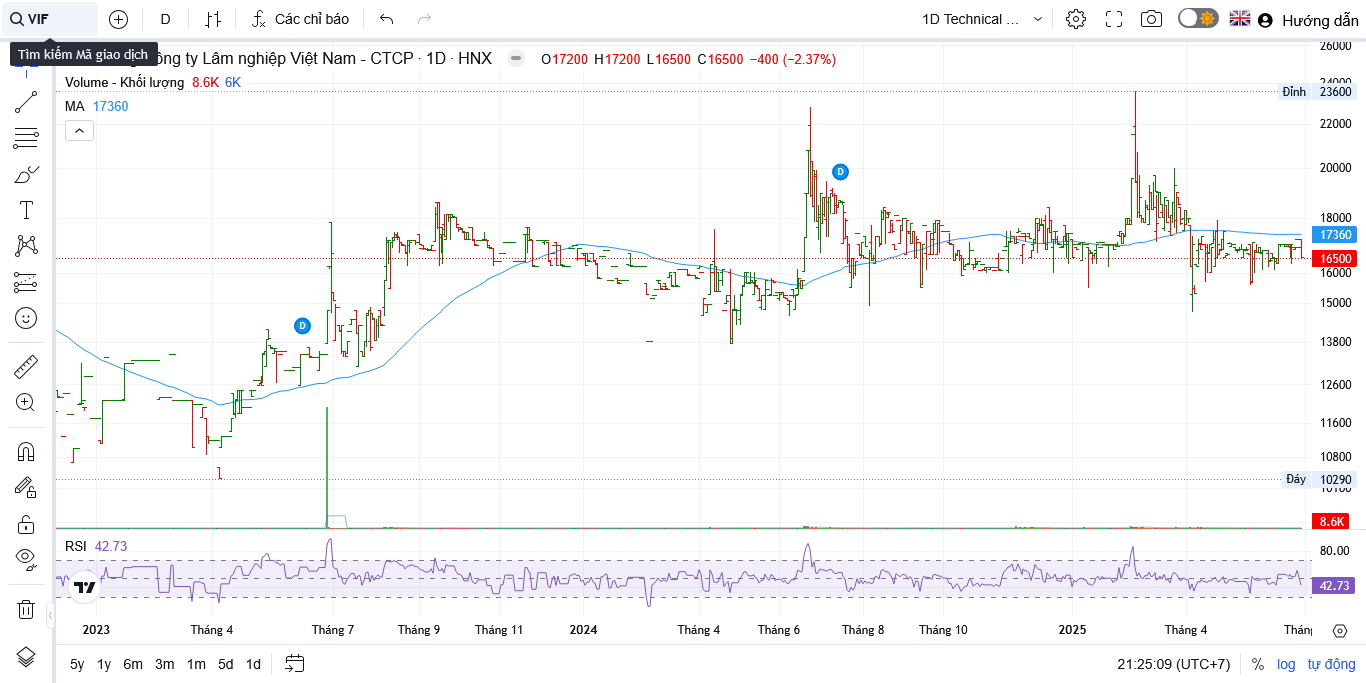 VIF D Các chỉ báo 1D Technical ... Hướng dẫn
Tìm kiếm Mã giao dịch
ông ty Lâm nghiệp Việt Nam - CTCP · 1D · HNX O17200 H17200 L16500 C16500 −400 (−2.37%)
Volume - Khối lượng 8.6K 6K
MA 17360
D
D
26000
24000
Đỉnh 23600
22000
20000
18000
17360
16500
16000
15000
13800
12600
11600
10800
Đáy 10290
10100
8.6K
RSI 42.73
80.00
42.73
2023 Tháng 4 Tháng 7 Tháng 9 Tháng 11 2024 Tháng 4 Tháng 6 Tháng 8 Tháng 10 2025 Tháng 4 Thán
5y 1y 6m 3m 1m 5d 1d 21:25:09 (UTC+7) % log tự động